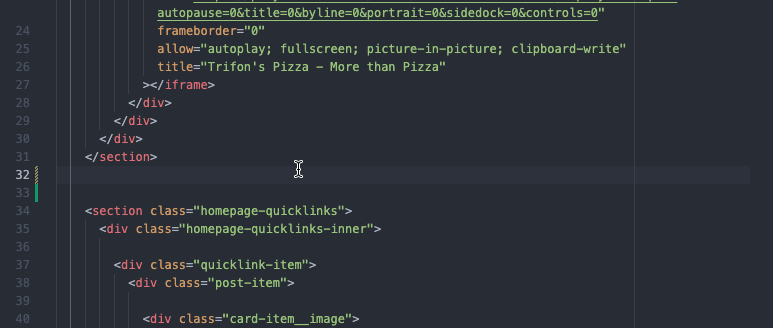 autopause=0&title=0&byline=0&portrait=0&sidedock=0&controls=0"
24 frameborder="0"
25 allow="autoplay; fullscreen; picture-in-picture; clipboard-write"
26 title="Trifon's Pizza - More than Pizza"
27 ></iframe>
28 </div>
29 </div>
30 </div>
31 </section>
32
33
34 <section class="homepage-quicklinks">
35 <div class="homepage-quicklinks-inner">
36
37 <div class="quicklink-item">
38 <div class="post-item">
39
40 <div class="card-item__image">